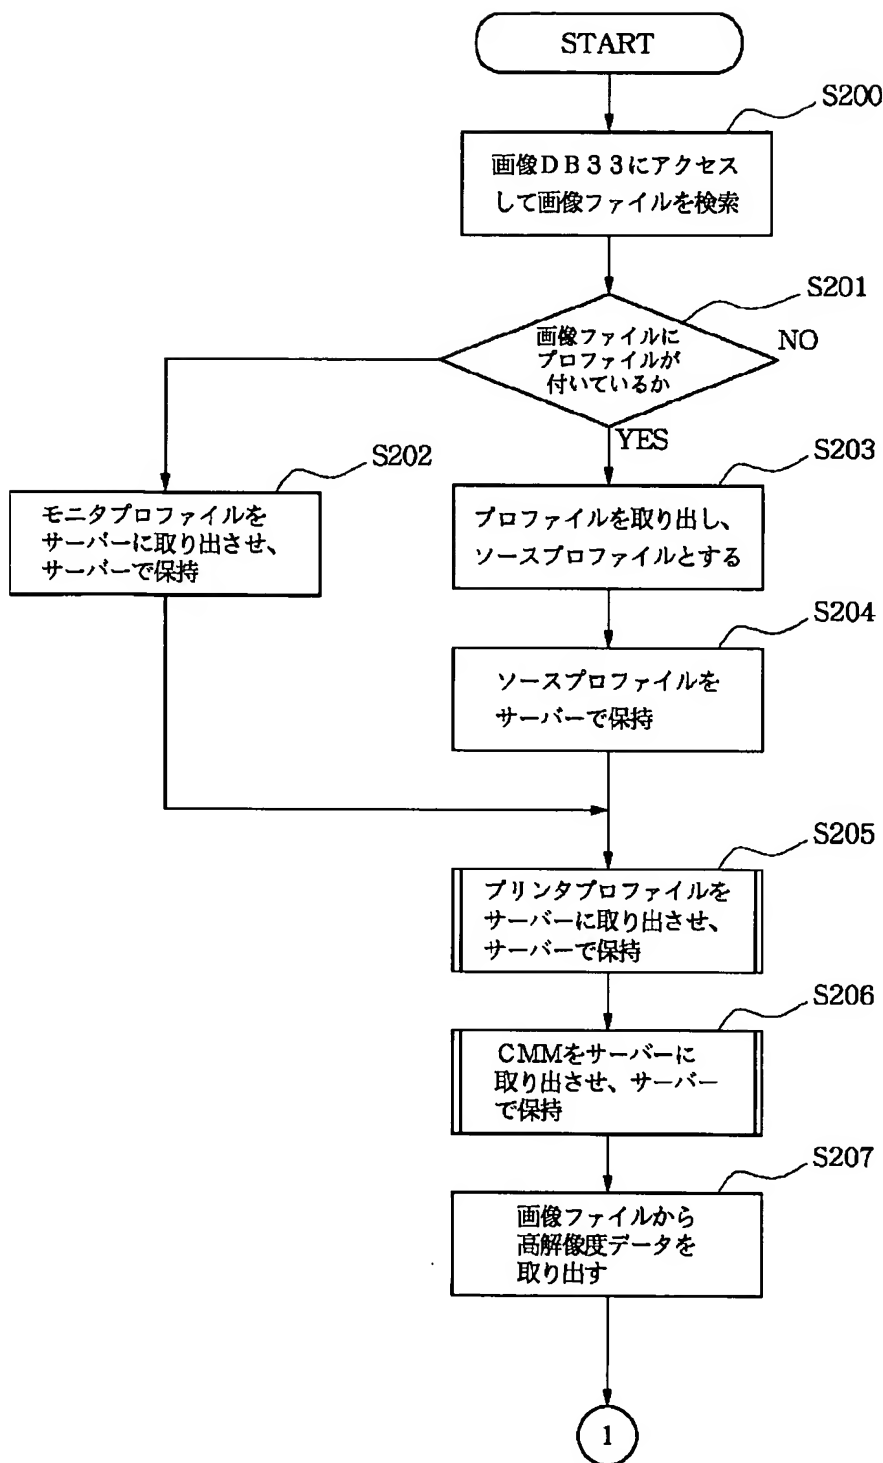 START
S200
画像DB33にアクセス
して画像ファイルを検索
S201
画像ファイルに
プロファイルが
付いているか
NO
YES
S202
モニタプロファイルを
サーバーに取り出させ、
サーバーで保持
S203
プロファイルを取り出し、
ソースプロファイルとする
S204
ソースプロファイルを
サーバーで保持
S205
プリンタプロファイルを
サーバーに取り出させ、
サーバーで保持
S206
CMMをサーバーに
取り出させ、サーバー
で保持
S207
画像ファイルから
高解像度データを
取り出す
1